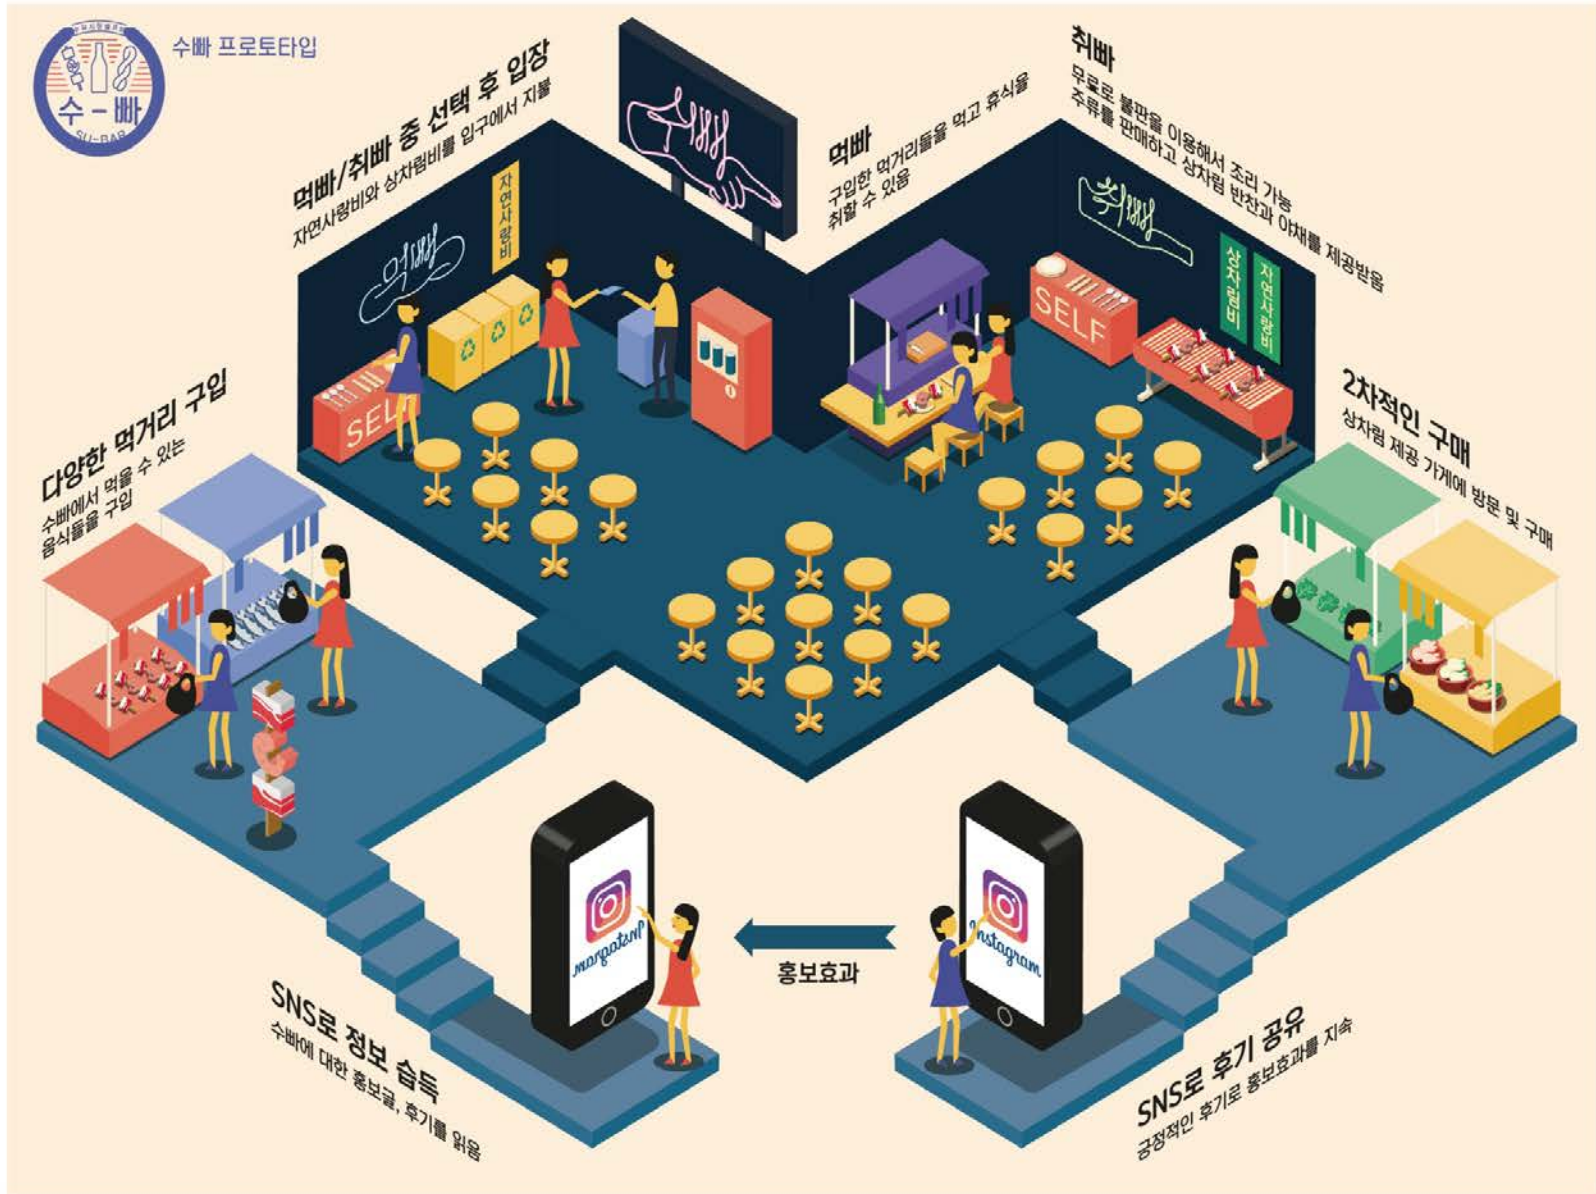 수빠 프로토타입
수-빠
SU-BAR
먹빠/취빠 중 선택 후 입장
자연사랑비와 상차림비를 입구에서 지불
수빠
먹빠
구입한 먹거리들을 먹고 휴식을
취할 수 있음
취빠
무료로 불판을 이용해서 조리 가능
주류를 판매하고 상차림 반찬과 야채를 제공받음
먹빠
자연사랑비
취빠
상차림비
자연사랑비
SELF
SELF
다양한 먹거리 구입
수빠에서 먹을 수 있는
음식들을 구입
2차적인 구매
상차림 제공 가게에 방문 및 구매
Instagram
Instagram
홍보효과
SNS로 정보 습득
수빠에 대한 홍보글, 후기를 읽음
SNS로 후기 공유
긍정적인 후기로 홍보효과를 지속